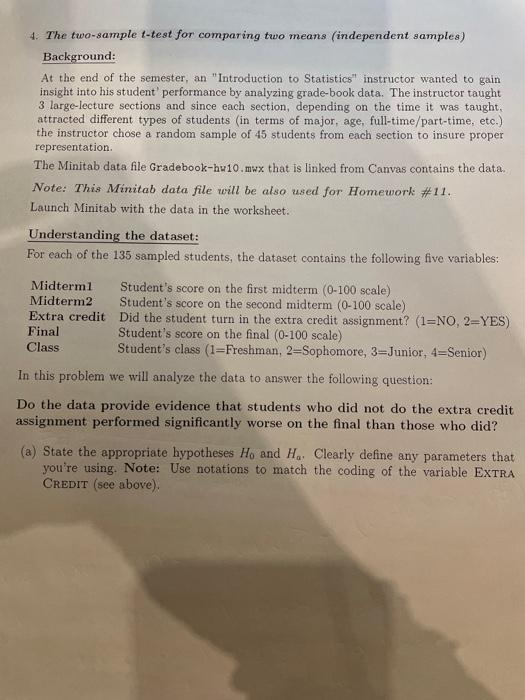 4. The two-sample t-test for comparing two means (independent samples)
Background:
At the end of the semester, an "Introduction to Statistics" instructor wanted to gain
insight into his student' performance by analyzing grade-book data. The instructor taught
3 large-lecture sections and since each section, depending on the time it was taught,
attracted different types of students (in terms of major, age, full-time/part-time, etc.)
the instructor chose a random sample of 45 students from each section to insure proper
representation.
The Minitab data file Gradebook-hw10.mwx that is linked from Canvas contains the data.
Note: This Minitab data file will be also used for Homework #11.
Launch Minitab with the data in the worksheet.
Understanding the dataset:
For each of the 135 sampled students, the dataset contains the following five variables:
Midterm1 Student's score on the first midterm (0-100 scale)
Midterm2 Student's score on the second midterm (0-100 scale)
Extra credit Did the student turn in the extra credit assignment? (1=NO, 2=YES)
Final Student's score on the final (0-100 scale)
Class Student's class (1=Freshman, 2=Sophomore, 3=Junior, 4=Senior)
In this problem we will analyze the data to answer the following question:
Do the data provide evidence that students who did not do the extra credit
assignment performed significantly worse on the final than those who did?
(a) State the appropriate hypotheses H₀ and Hₐ. Clearly define any parameters that
you're using. Note: Use notations to match the coding of the variable EXTRA
CREDIT (see above).